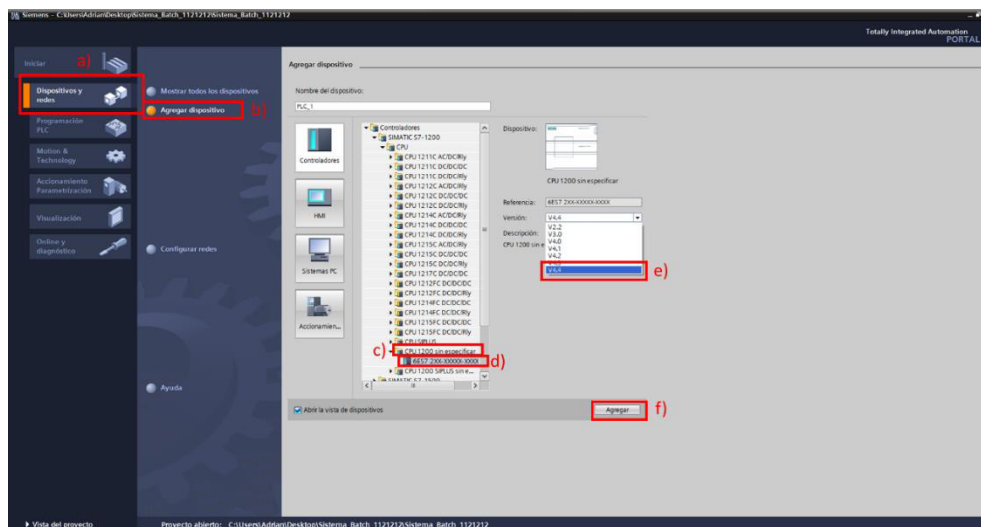 Siemens - C:\Users\Adrian\Desktop\Sistema_Batch_1121212\Sistema_Batch_1121212
Totally Integrated Automation
PORTAL
Iniciar
a)
Dispositivos y
redes
Programación
PLC
Motion &
Technology
Accionamiento
Parametrización
Visualización
Online y
diagnóstico
Mostrar todos los dispositivos
Agregar dispositivo
b)
Configurar redes
Ayuda
Agregar dispositivo
Nombre del dispositivo:
PLC_1
Controladores
HMI
Sistemas PC
Accionamien...
Controladores
SIMATIC S7-1200
CPU
CPU 1211C AC/DC/Rly
CPU 1211C DC/DC/DC
CPU 1211C DC/DC/Rly
CPU 1212C AC/DC/Rly
CPU 1212C DC/DC/DC
CPU 1212C DC/DC/Rly
CPU 1214C AC/DC/Rly
CPU 1214C DC/DC/DC
CPU 1214C DC/DC/Rly
CPU 1215C AC/DC/Rly
CPU 1215C DC/DC/DC
CPU 1215C DC/DC/Rly
CPU 1217C DC/DC/DC
CPU 1212FC DC/DC/DC
CPU 1212FC DC/DC/Rly
CPU 1214FC DC/DC/DC
CPU 1214FC DC/DC/Rly
CPU 1215FC DC/DC/DC
CPU 1215FC DC/DC/Rly
CPU SIPLUS
c)
CPU 1200 sin especificar
6ES7 2XX-XXXXX-XXXX
d)
CPU 1200 SIPLUS sin e...
SIMATIC S7-1500
Dispositivo:
CPU 1200 sin especificar
Referencia:
6ES7 2XX-XXXXX-XXXX
Versión:
V4.4
Descripción:
CPU 1200 sin e
V2.2
V3.0
V4.0
V4.1
V4.2
V4.4
e)
Abrir la vista de dispositivos
Agregar
f)
Vista del proyecto
Proyecto abierto: C:\Users\Adrian\Desktop\Sistema_Batch_1121212\Sistema_Batch_1121212